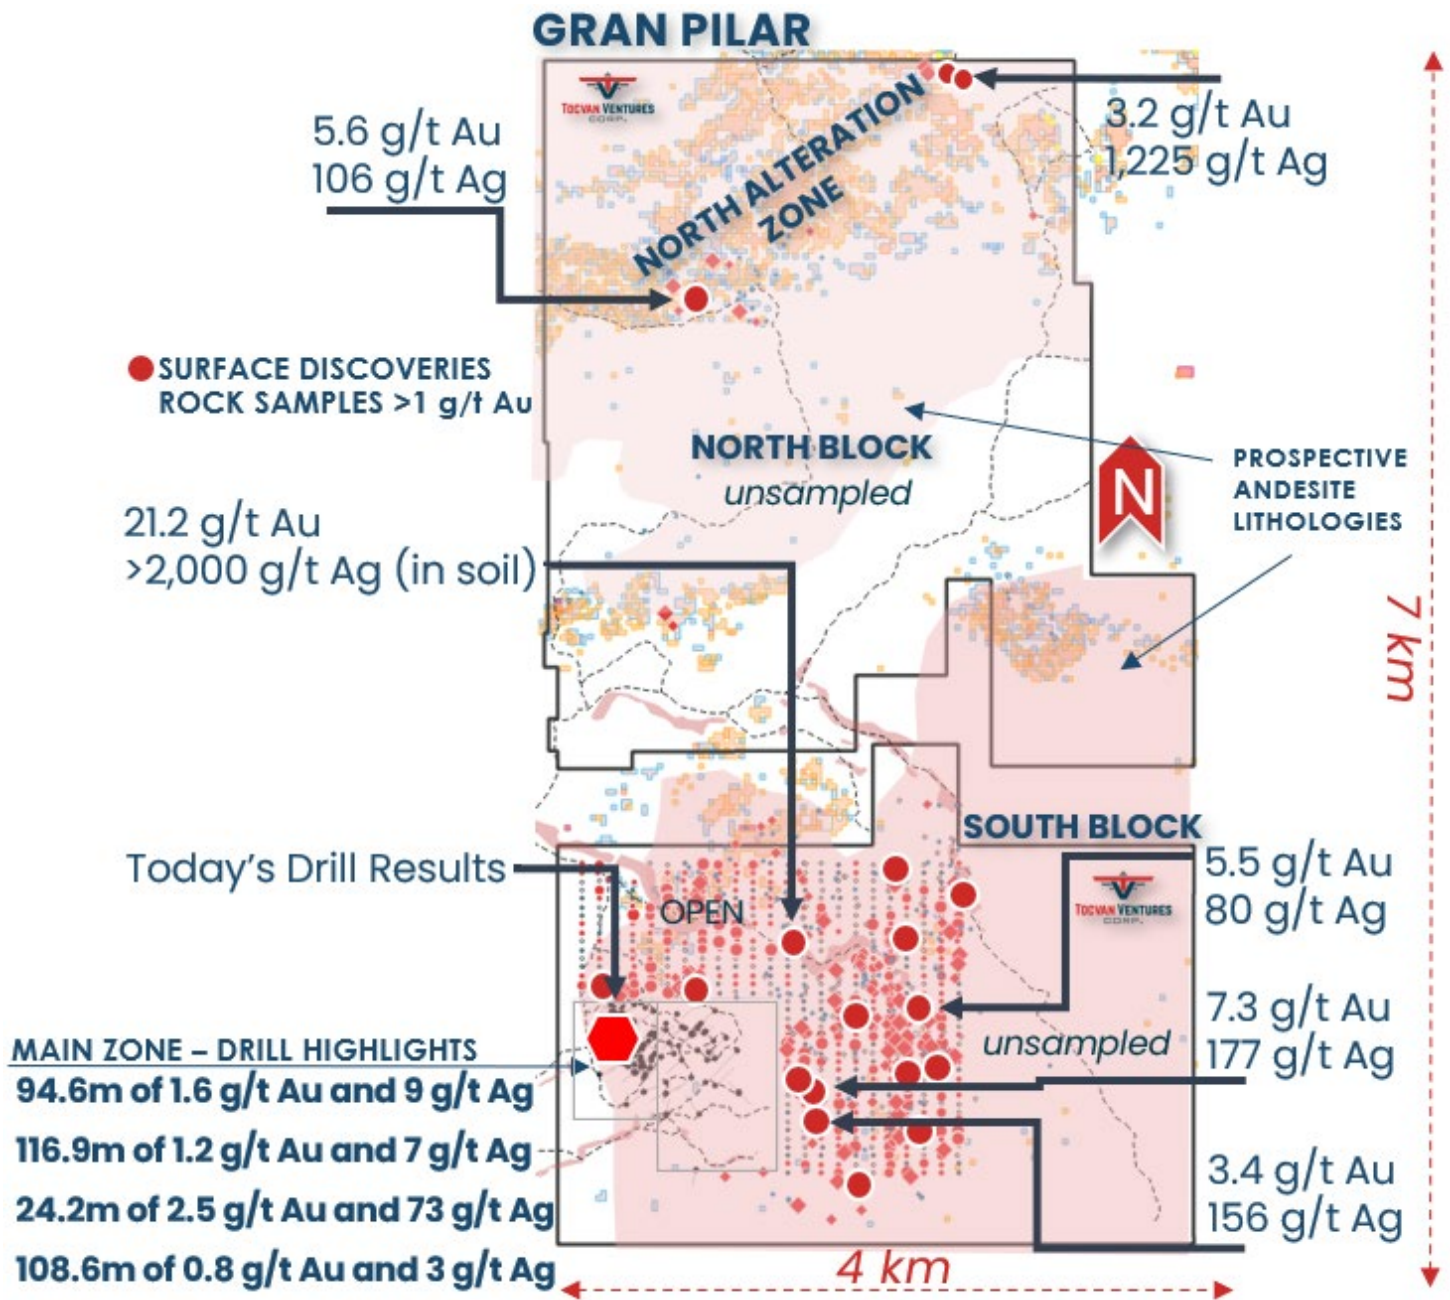 GRAN PILAR
TOCVAN VENTURES
CORP.
5.6 g/t Au
106 g/t Ag
3.2 g/t Au
1,225 g/t Ag
NORTH ALTERATION
ZONE
SURFACE DISCOVERIES
ROCK SAMPLES >1 g/t Au
NORTH BLOCK
unsampled
N
PROSPECTIVE
ANDESITE
LITHOLOGIES
21.2 g/t Au
>2,000 g/t Ag (in soil)
7 km
SOUTH BLOCK
Today's Drill Results
OPEN
TOCVAN VENTURES
CORP.
5.5 g/t Au
80 g/t Ag
7.3 g/t Au
177 g/t Ag
unsampled
MAIN ZONE – DRILL HIGHLIGHTS
94.6m of 1.6 g/t Au and 9 g/t Ag
116.9m of 1.2 g/t Au and 7 g/t Ag
24.2m of 2.5 g/t Au and 73 g/t Ag
108.6m of 0.8 g/t Au and 3 g/t Ag
3.4 g/t Au
156 g/t Ag
4 km